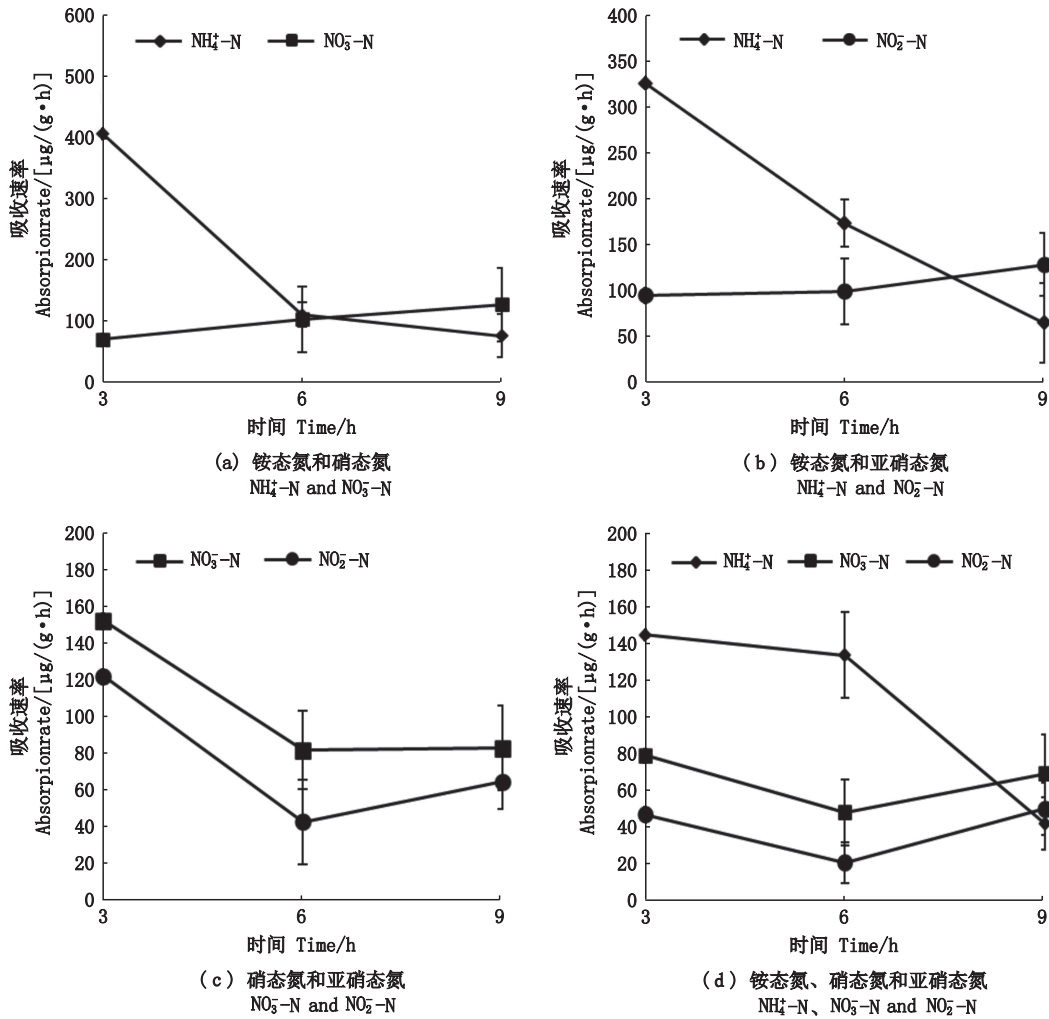 600
500
400
300
200
100
0
NH₄⁺-N NO₃⁻-N
吸收速率
Absorpionrate/[μg/(g•h)]
3 6 9
时间 Time/h
(a) 铵态氮和硝态氮
NH₄⁺-N and NO₃⁻-N
400
350
300
250
200
150
100
50
0
NH₄⁺-N NO₂⁻-N
吸收速率
Absorpionrate/[μg/(g•h)]
3 6 9
时间 Time/h
(b) 铵态氮和亚硝态氮
NH₄⁺-N and NO₂⁻-N
200
180
160
140
120
100
80
60
40
20
0
NO₃⁻-N NO₂⁻-N
吸收速率
Absorpionrate/[μg/(g•h)]
3 6 9
时间 Time/h
(c) 硝态氮和亚硝态氮
NO₃⁻-N and NO₂⁻-N
200
180
160
140
120
100
80
60
40
20
0
NH₄⁺-N NO₃⁻-N NO₂⁻-N
吸收速率
Absorpionrate/[μg/(g•h)]
3 6 9
时间 Time/h
(d) 铵态氮、硝态氮和亚硝态氮
NH₄⁺-N、NO₃⁻-N and NO₂⁻-N